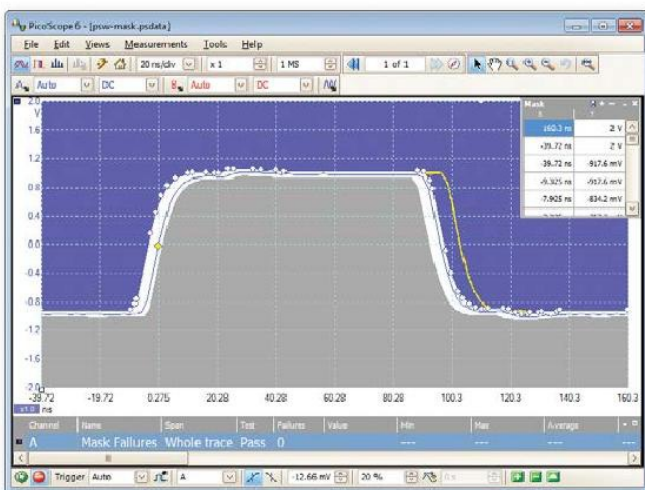 PicoScope 6 - [psw-mask.psdata]
File Edit Views Measurements Tools Help
20 ns/div x 1 1 MS 1 of 1
A Auto DC B Auto DC
2.0
V
1.6
1.2
0.8
0.4
0.0
-0.4
-0.8
-1.2
-1.6
-2.0
-39.72 -19.72 0.275 20.28 40.28 60.28 80.28 100.3 120.3 140.3 160.3
x1.0 ns
Mask
X Y
160.3 ns 2 V
-39.72 ns 2 V
-39.72 ns -917.6 mV
-9.325 ns -917.6 mV
-7.925 ns -834.2 mV
Channel Name Span Test Failures Value Min Max Average
A Mask Failures Whole trace Pass 0 --- --- --- ---
Trigger Auto A -12.66 mV 20 % 0 s